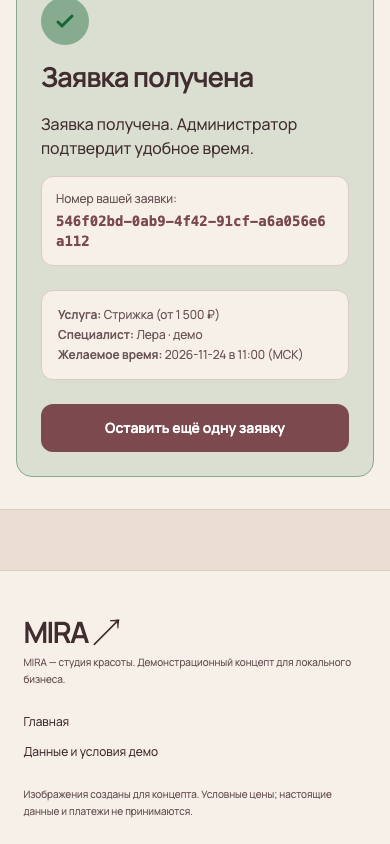 Заявка получена
Заявка получена. Администратор
подтвердит удобное время.
Номер вашей заявки:
546f02bd-0ab9-4f42-91cf-a6a056e6
a112
Услуга: Стрижка (от 1 500 ₽)
Специалист: Лера · демо
Желаемое время: 2026-11-24 в 11:00 (МСК)
Оставить ещё одну заявку
MIRA
MIRA — студия красоты. Демонстрационный концепт для локального
бизнеса.
Главная
Данные и условия демо
Изображения созданы для концепта. Условные цены; настоящие
данные и платежи не принимаются.